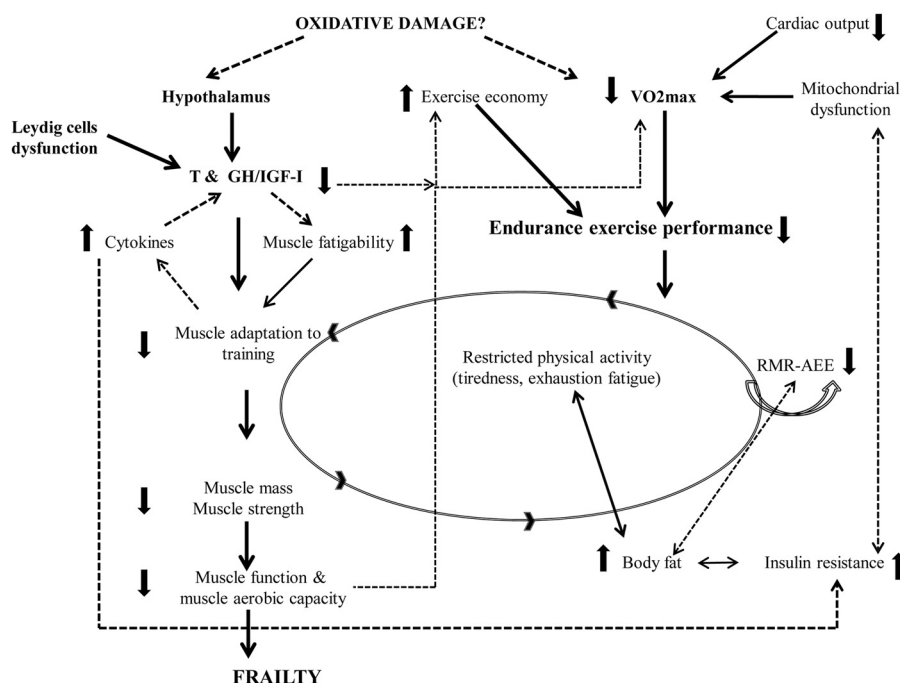 OXIDATIVE DAMAGE?
Cardiac output
Hypothalamus
Exercise economy
VO2max
Mitochondrial
dysfunction
Leydig cells
dysfunction
T & GH/IGF-I
Cytokines
Muscle fatigability
Endurance exercise performance
Muscle adaptation to
training
Restricted physical activity
(tiredness, exhaustion fatigue)
RMR-AEE
Muscle mass
Muscle strength
Body fat
Insulin resistance
Muscle function &
muscle aerobic capacity
FRAILTY